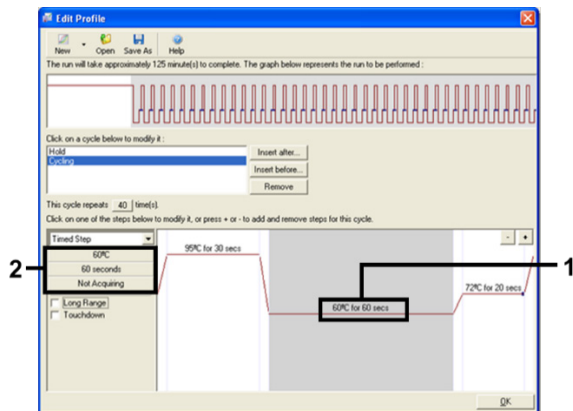 Edit Profile
New Open Save As Help
The run will take approximately 125 minute(s) to complete. The graph below represents the run to be performed :
Click on a cycle below to modify it :
Hold
Cycling
Insert after...
Insert before...
Remove
This cycle repeats 40 time(s).
Click on one of the steps below to modify it, or press + or - to add and remove steps for this cycle.
Timed Step
- +
60ºC
60 seconds
Not Acquiring
Long Range
Touchdown
95ºC for 30 secs
60ºC for 60 secs
72ºC for 20 secs
2
1
OK